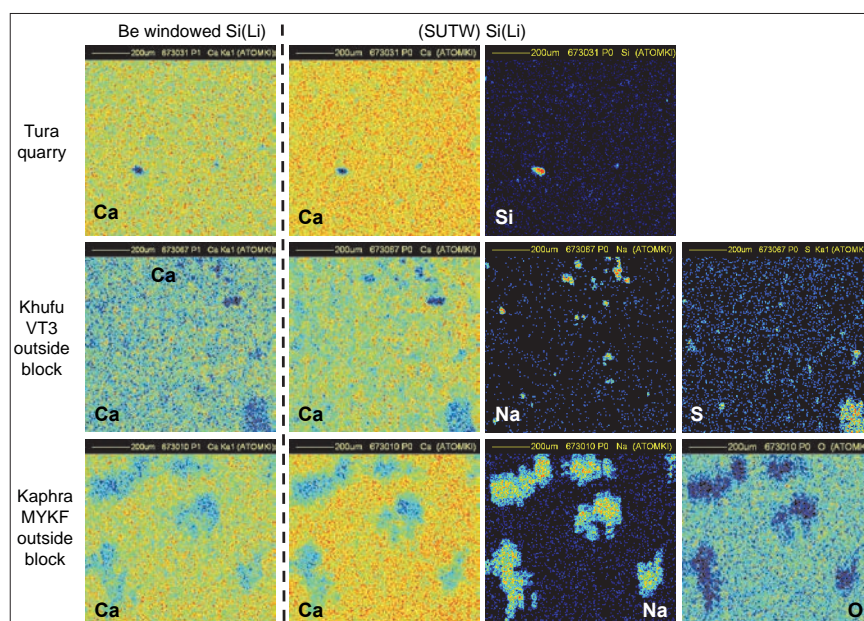 Be windowed Si(Li)
(SUTW) Si(Li)
200um 673031 P1 Ca Ka1 (ATOMKI)
200um 673031 P0 Ca (ATOMKI)
200um 673031 P0 Si (ATOMKI)
Tura
quarry
Ca
Ca
Si
200um 673067 P1 Ca Ka1 (ATOMKI)
200um 673067 P0 Ca (ATOMKI)
200um 673067 P0 Na (ATOMKI)
200um 673067 P0 S Ka1 (ATOMKI)
Ca
Khufu
VT3
outside
block
Ca
Ca
Na
S
200um 673010 P1 Ca Ka1 (ATOMKI)
200um 673010 P0 Ca (ATOMKI)
200um 673010 P0 Na (ATOMKI)
200um 673010 P0 O (ATOMKI)
Kaphra
MYKF
outside
block
Ca
Ca
Na
O